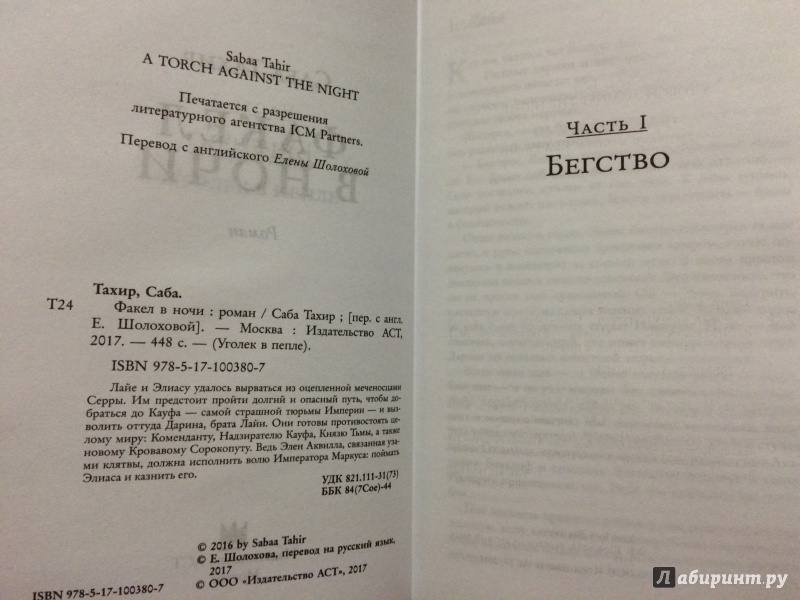 Sabaa Tahir
A TORCH AGAINST THE NIGHT
Печатается с разрешения
литературного агентства ICM Partners.
Перевод с английского Елены Шолоховой
Роман
Тахир, Саба.
Т24
Факел в ночи : роман / Саба Тахир ; [пер. с англ.
Е. Шолоховой]. — Москва : Издательство АСТ,
2017. — 448 с. — (Уголек в пепле).
ISBN 978-5-17-100380-7
Лайе и Элиасу удалось вырваться из оцепленной меченосцами
Серры. Им предстоит пройти долгий и опасный путь, чтобы до-
браться до Кауфа — самой страшной тюрьмы Империи — и выз-
волить оттуда Дарина, брата Лайи. Они готовы противостоять це-
лому миру: Коменданту, Надзирателю Кауфа, Князю Тьмы, а также
новому Кровавому Сорокопуту. Ведь Элен Аквилла, связанная уза-
ми клятвы, должна исполнить волю Императора Маркуса: поймать
Элиаса и казнить его.
УДК 821.111-31(73)
ББК 84(7Сое)-44
© 2016 by Sabaa Tahir
© Е. Шолохова, перевод на русский язык,
2017
ISBN 978-5-17-100380-7
© ООО «Издательство АСТ», 2017
Часть I
Бегство
Лабиринт.ру